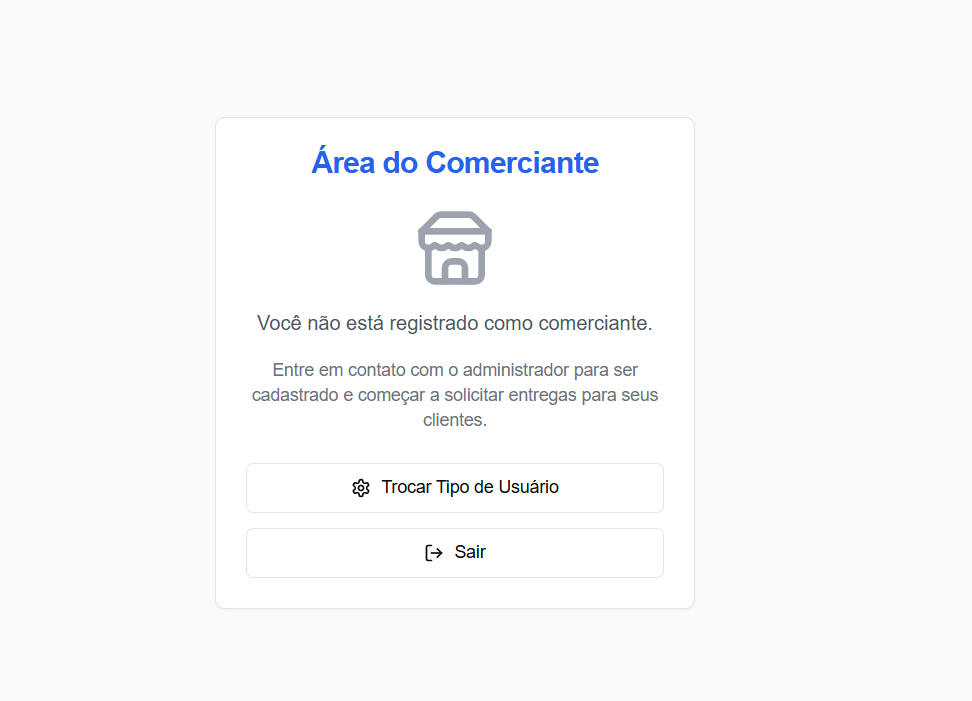 Área do Comerciante
Você não está registrado como comerciante.
Entre em contato com o administrador para ser
cadastrado e começar a solicitar entregas para seus
clientes.
Trocar Tipo de Usuário
Sair